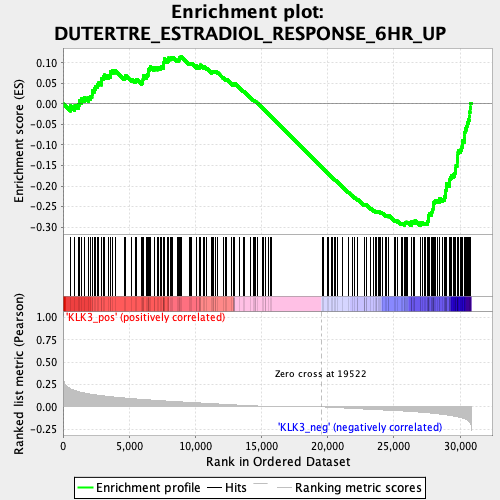 Enrichment plot:
DUTERTRE_ESTRADIOL_RESPONSE_6HR_UP
Enrichment score (ES)
0.10
0.05
0.00
-0.05
-0.10
-0.15
-0.20
-0.25
-0.30
'KLK3_pos' (positively correlated)
Ranked list metric (Pearson)
1.00
0.75
0.50
0.25
0.00
-0.25
Zero cross at 19522
'KLK3_neg' (negatively correlated)
0 5,000 10,000 15,000 20,000 25,000 30,000
Rank in Ordered Dataset
Enrichment profile Hits Ranking metric scores